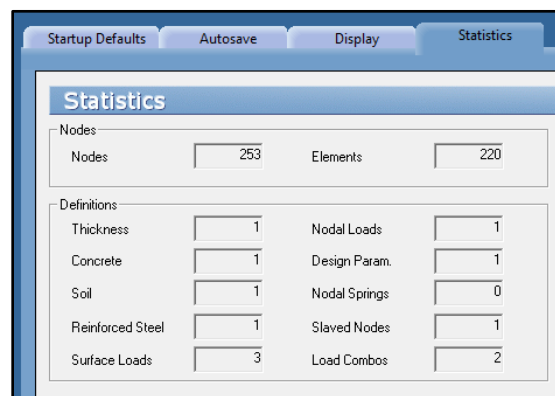 Startup Defaults Autosave Display Statistics
Statistics
Nodes
Nodes 253 Elements 220
Definitions
Thickness 1 Nodal Loads 1
Concrete 1 Design Param. 1
Soil 1 Nodal Springs 0
Reinforced Steel 1 Slaved Nodes 1
Surface Loads 3 Load Combos 2